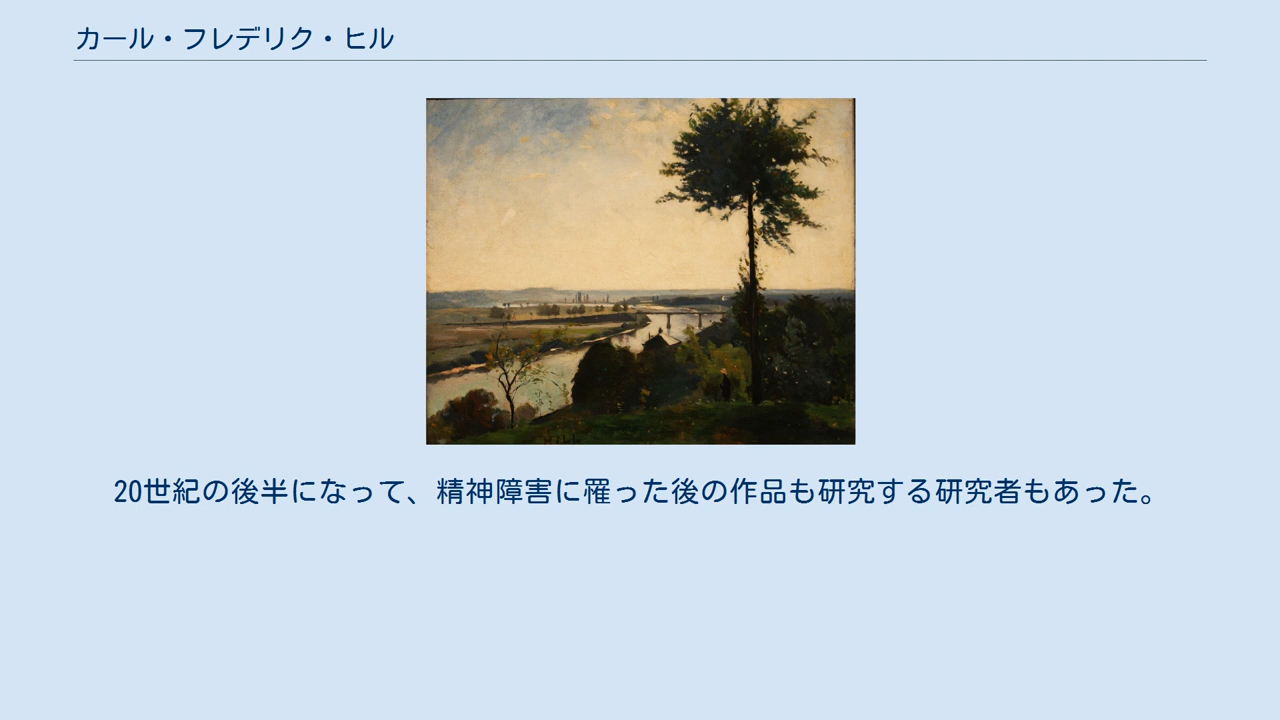 カール・フレデリク・ヒル
20世紀の後半になって、精神障害に罹った後の作品も研究する研究者もあった。